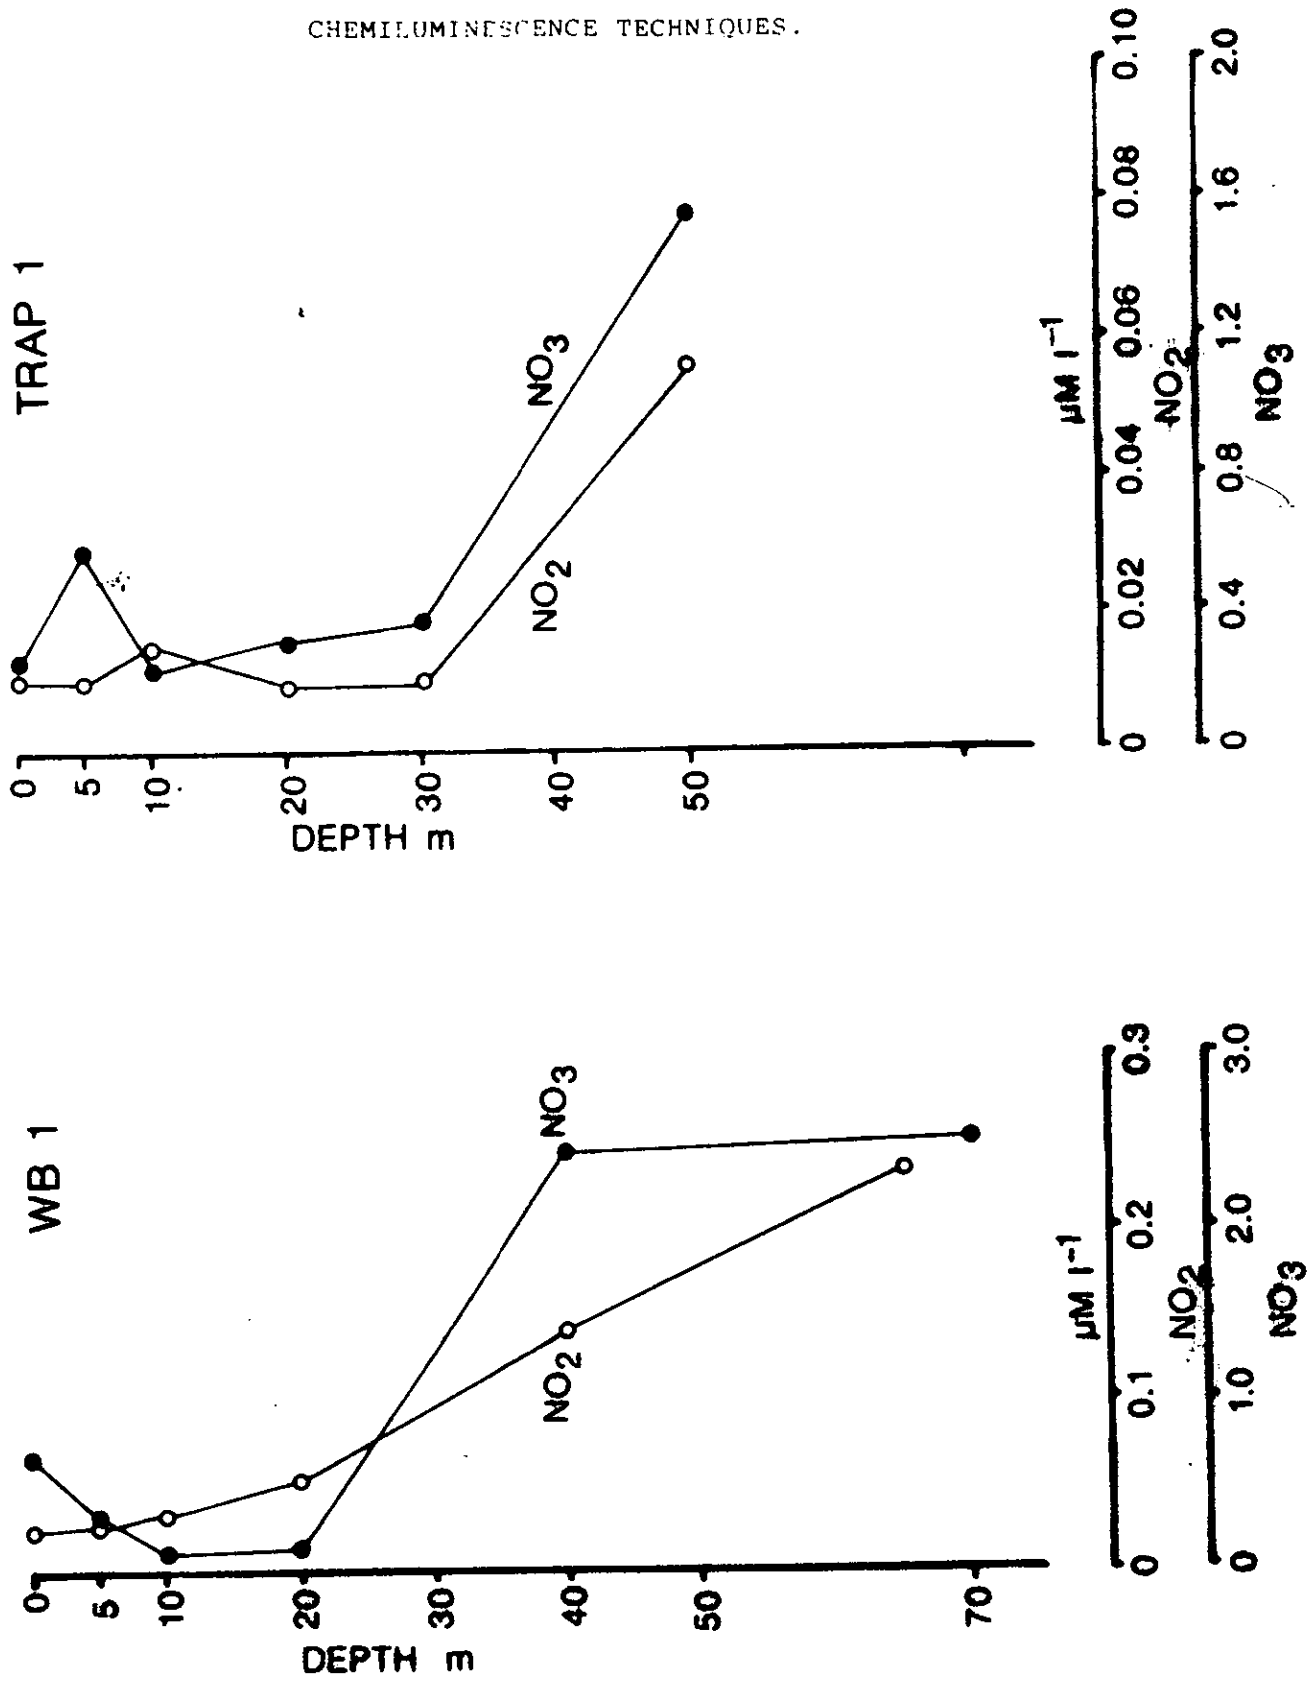 CHEMILUMINESCENCE TECHNIQUES.
WB 1
0
5
10
20
30
40
50
70
DEPTH m
NO3
NO2
µM l⁻¹
0 0.1 0.2 0.3
NO2
0 1.0 2.0 3.0
NO3
TRAP 1
0
5
10
20
30
40
50
DEPTH m
NO3
NO2
µM l⁻¹
0 0.02 0.04 0.06 0.08 0.10
NO2
0 0.4 0.8 1.2 1.6 2.0
NO3